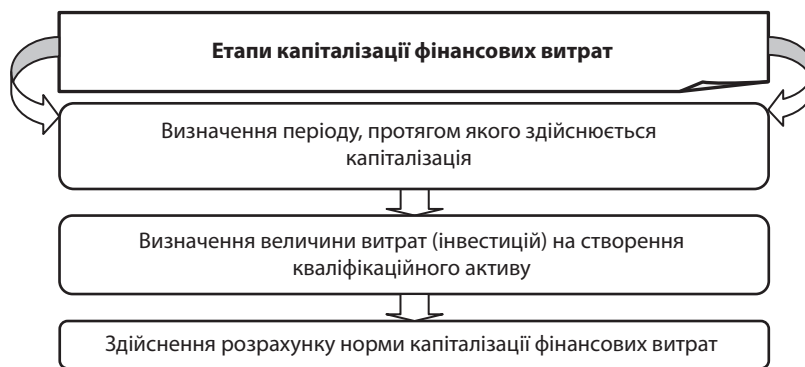 Етапи капіталізації фінансових витрат
Визначення періоду, протягом якого здійснюється
капіталізація
Визначення величини витрат (інвестицій) на створення
кваліфікаційного активу
Здійснення розрахунку норми капіталізації фінансових витрат